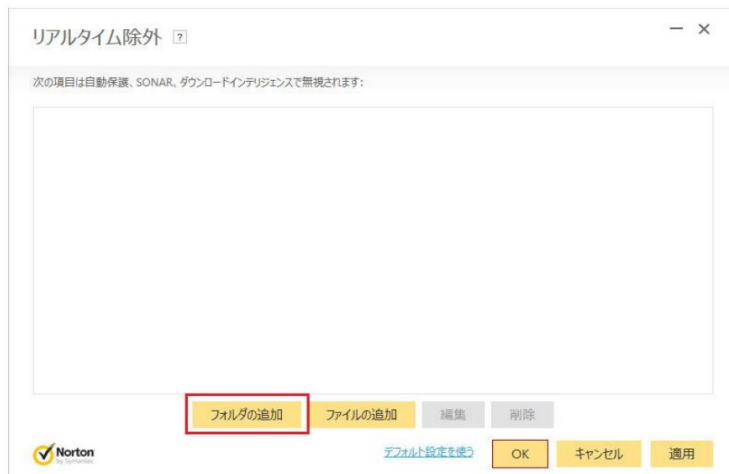 リアルタイム除外 ?
次の項目は自動保護、SONAR、ダウンロードインテリジェンスで無視されます:
フォルダの追加 ファイルの追加 編集 削除
Norton
by Symantec
デフォルト設定を使う OK キャンセル 適用